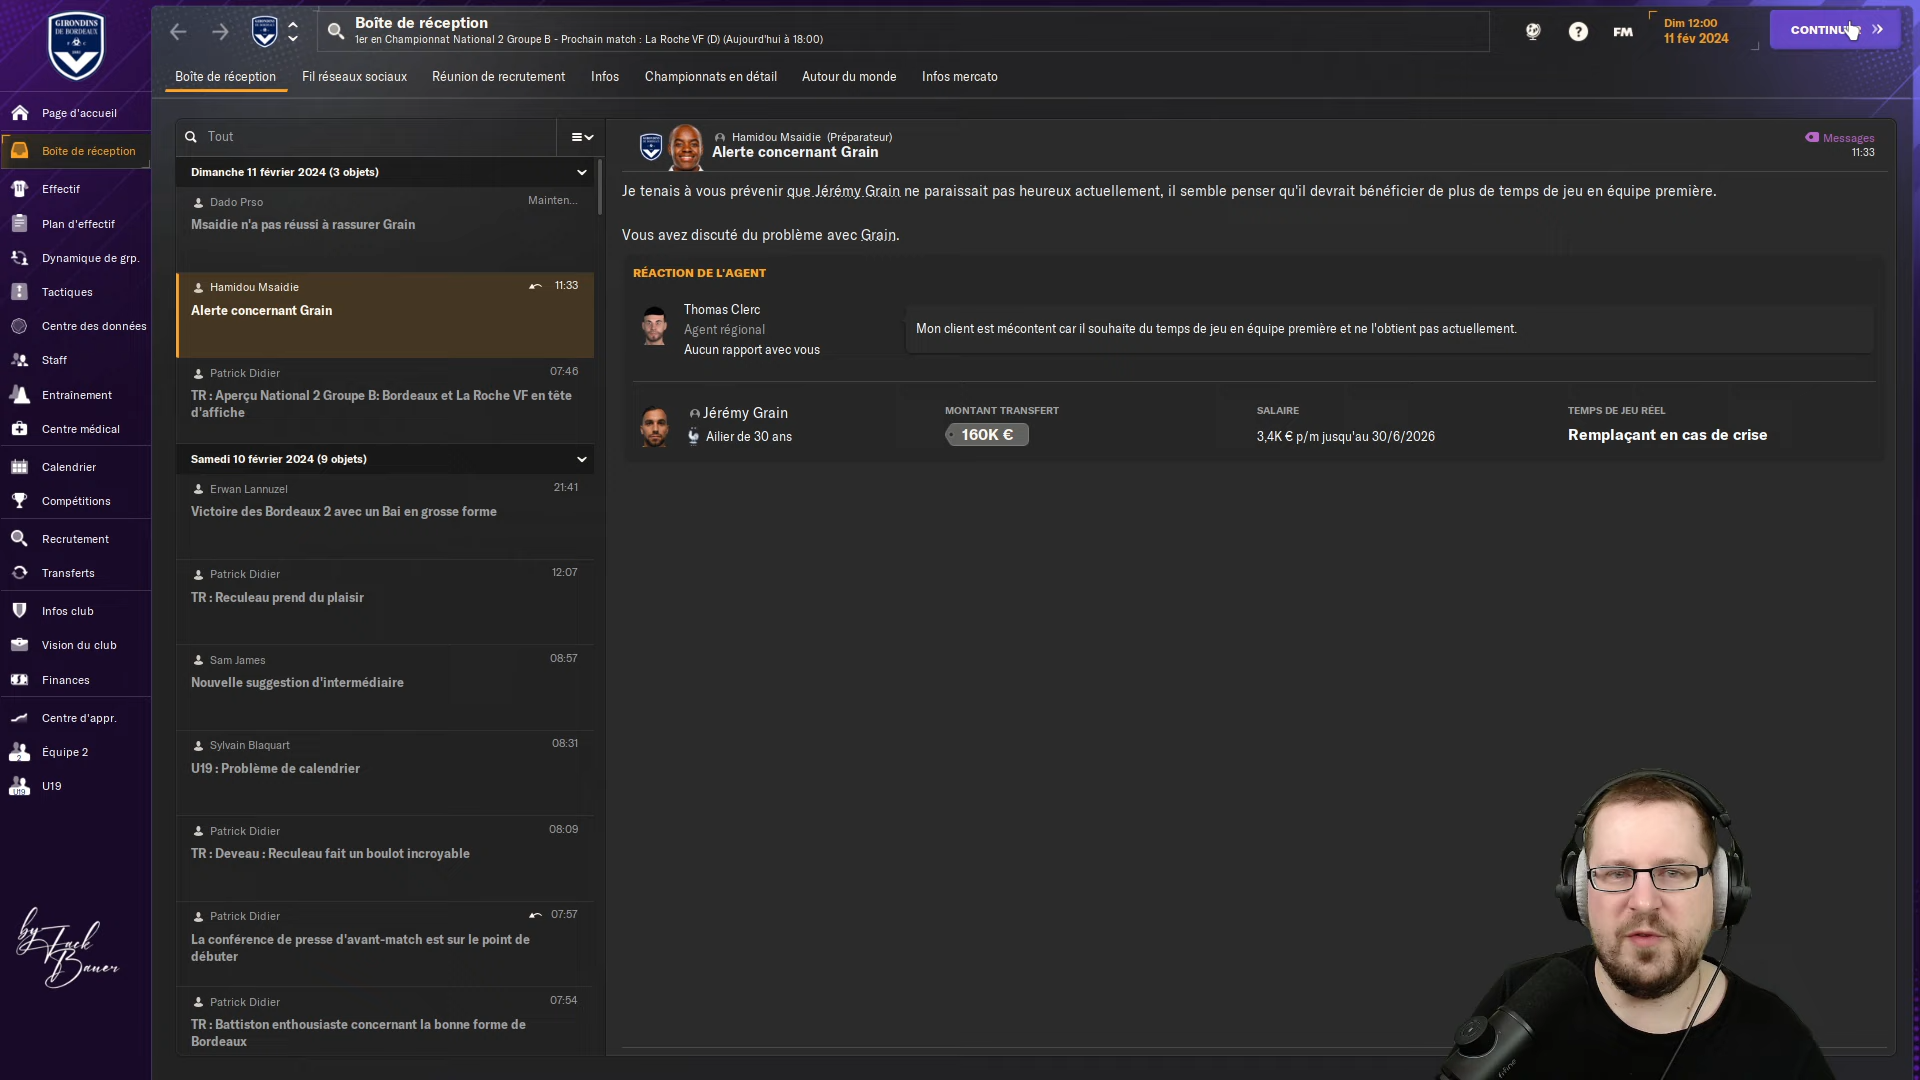 GIRONDINS
DE BORDEAUX
Boîte de réception
1er en Championnat National 2 Groupe B - Prochain match : La Roche VF (D) (Aujourd'hui à 18:00)
FM
Dim 12:00
11 fév 2024
Boîte de réception
Fil réseaux sociaux
Réunion de recrutement
Infos
Championnats en détail
Autour du monde
Infos mercato
Page d'accueil
Boîte de réception
Effectif
Plan d'effectif
Dynamique de grp.
Tactiques
Centre des données
Staff
Entraînement
Centre médical
Calendrier
Compétitions
Recrutement
Transferts
Infos club
Vision du club
Finances
Centre d'appr.
Équipe 2
U19
by Jack
Bauer
Tout
Dimanche 11 février 2024 (3 objets)
Dado Prso
Mainten...
Msaidie n'a pas réussi à rassurer Grain
Hamidou Msaidie
11:33
Alerte concernant Grain
Patrick Didier
07:46
TR : Aperçu National 2 Groupe B: Bordeaux et La Roche VF en tête
d'affiche
Samedi 10 février 2024 (9 objets)
Erwan Lannuzel
21:41
Victoire des Bordeaux 2 avec un Bai en grosse forme
Patrick Didier
12:07
TR : Reculeau prend du plaisir
Sam James
08:57
Nouvelle suggestion d'intermédiaire
Sylvain Blaquart
08:31
U19 : Problème de calendrier
Patrick Didier
08:09
TR : Deveau : Reculeau fait un boulot incroyable
Patrick Didier
07:57
La conférence de presse d'avant-match est sur le point de
débuter
Patrick Didier
07:54
TR : Battiston enthousiaste concernant la bonne forme de
Bordeaux
Hamidou Msaidie (Préparateur)
Alerte concernant Grain
Messages
11:33
Je tenais à vous prévenir que Jérémy Grain ne paraissait pas heureux actuellement, il semble penser qu'il devrait bénéficier de plus de temps de jeu en équipe première.
Vous avez discuté du problème avec Grain.
RÉACTION DE L'AGENT
Thomas Clerc
Agent régional
Aucun rapport avec vous
Mon client est mécontent car il souhaite du temps de jeu en équipe première et ne l'obtient pas actuellement.
Jérémy Grain
Ailier de 30 ans
MONTANT TRANSFERT
160K €
SALAIRE
3,4K € p/m jusqu'au 30/6/2026
TEMPS DE JEU RÉEL
Remplaçant en cas de crise
fifine